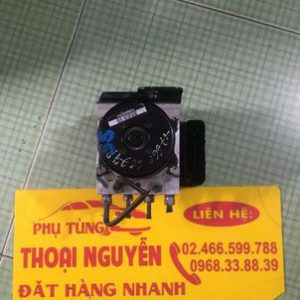 PHỤ TÙNG
THOẠI NGUYỄN
ĐẶT HÀNG NHANH
LIÊN HỆ:
02.466.599.788
0968.33.88.39